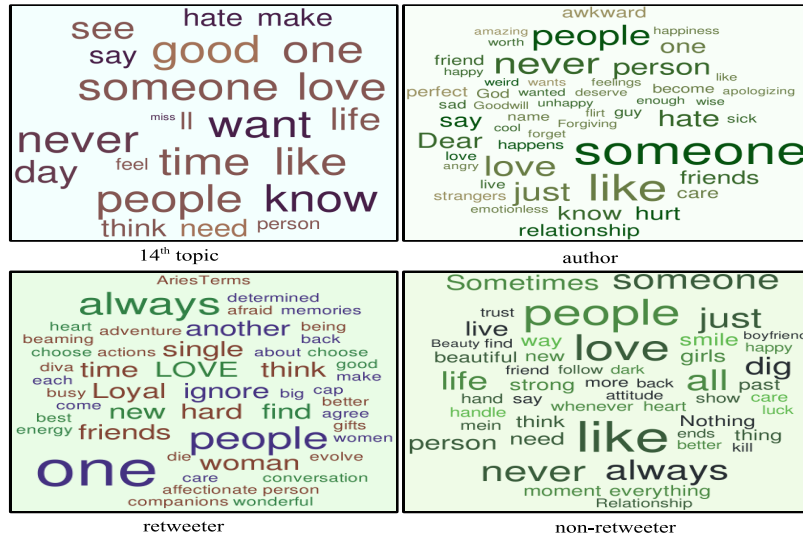 hate make
see
say good one
someone love
miss ll want life
never
day feel time like
people know
think need person
14th topic
awkward
amazing people happiness
worth one
friend never person
happy weird wants feelings like
perfect God wanted deserve become apologizing
sad Goodwill unhappy enough wise
say name flirt guy hate sick
cool Forgiving
Dear forget
happens someone
love
angry love friends
live just like care
strangers
emotionless know hurt
relationship
author
AriesTerms
always determined
afraid memories
heart adventure another being
beaming back
choose actions single about choose
diva time LOVE think good
each make
busy Loyal ignore big cap
come better
best new hard find agree
energy friends gifts
people women
one die woman evolve
care conversation
affectionate person
companions wonderful
retweeter
Sometimes someone
trust people just
live
Beauty find way love smile boyfriend
beautiful new girls happy
friend follow dark dig
life strong more back all past
hand say attitude show care
handle whenever heart luck
mein think like Nothing
person need ends thing
better kill
never always
moment everything
Relationship
non-retweeter